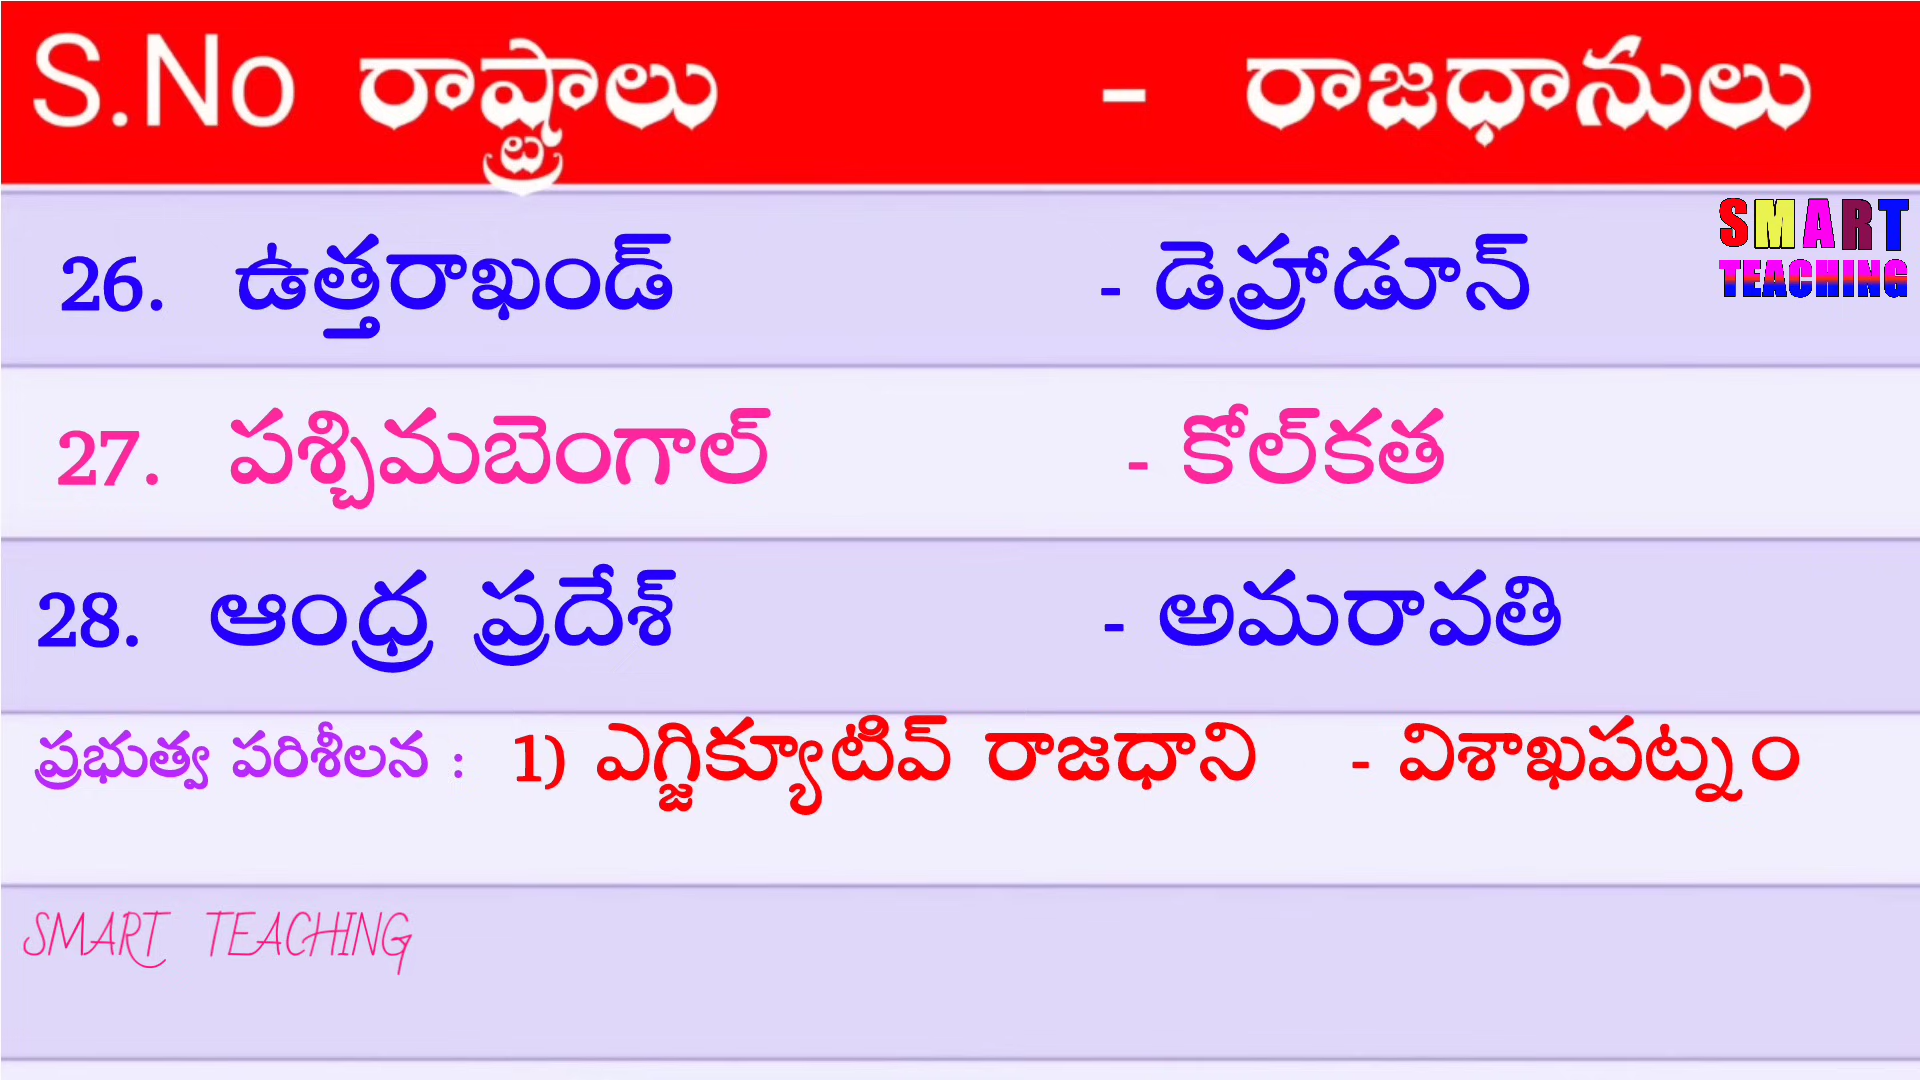 S.No రాష్ట్రాలు - రాజధానులు
SMART
TEACHING
26. ఉత్తరాఖండ్ - డెహ్రాడూన్
27. పశ్చిమబెంగాల్ - కోల్‌కత
28. ఆంధ్ర ప్రదేశ్ - అమరావతి
ప్రభుత్వ పరిశీలన : 1) ఎగ్జిక్యూటివ్ రాజధాని - విశాఖపట్నం
SMART TEACHING